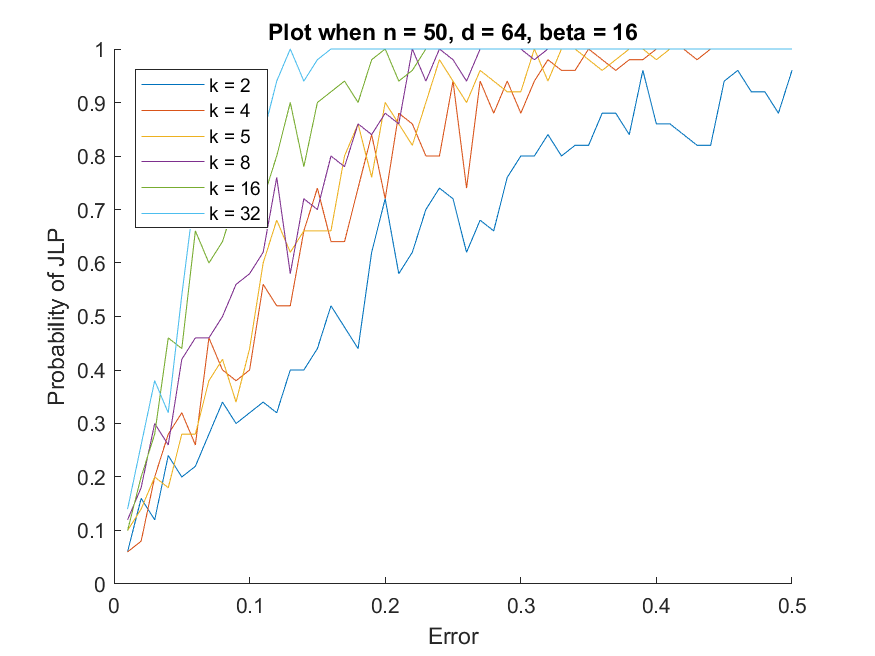 Plot when n = 50, d = 64, beta = 16
1
0.9
0.8
0.7
0.6
0.5
0.4
0.3
0.2
0.1
0
Probability of JLP
k = 2
k = 4
k = 5
k = 8
k = 16
k = 32
0
0.1
0.2
0.3
0.4
0.5
Error